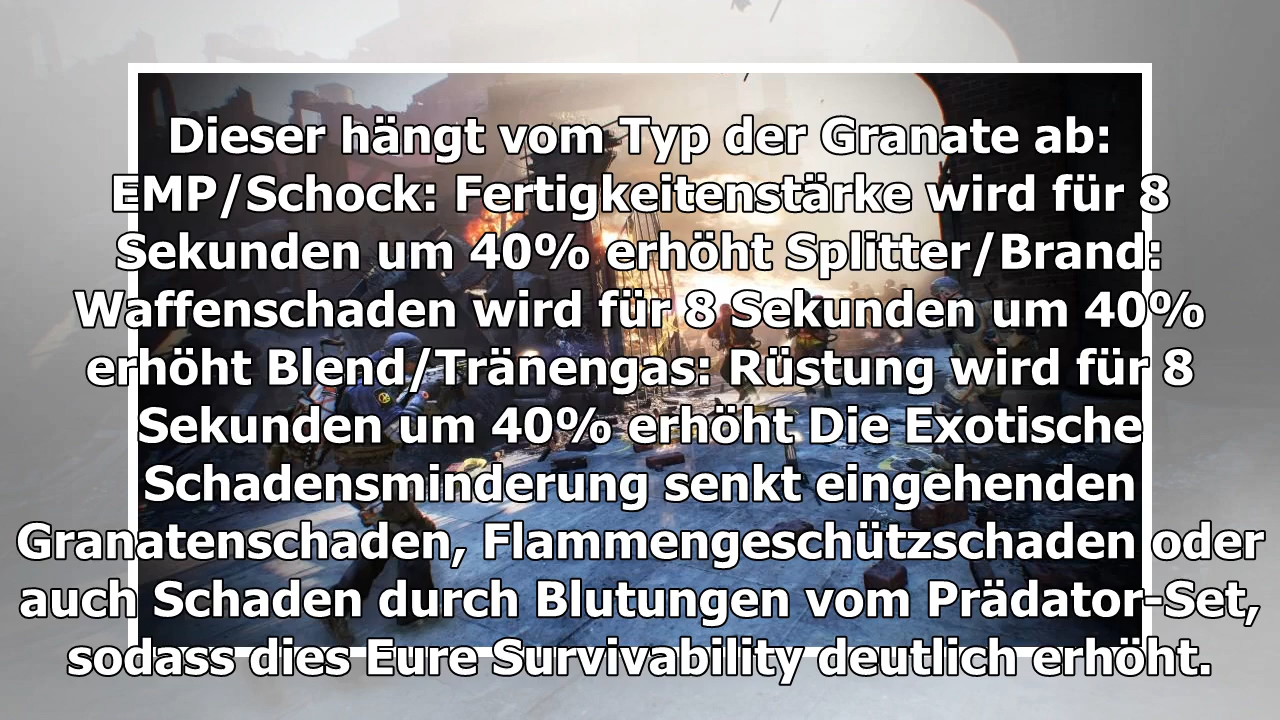 Dieser hängt vom Typ der Granate ab:
EMP/Schock: Fertigkeitenstärke wird für 8
Sekunden um 40% erhöht Splitter/Brand:
Waffenschaden wird für 8 Sekunden um 40%
erhöht Blend/Tränengas: Rüstung wird für 8
Sekunden um 40% erhöht Die Exotische
Schadensminderung senkt eingehenden
Granatenschaden, Flammengeschützschaden oder
auch Schaden durch Blutungen vom Prädator-Set,
sodass dies Eure Survivability deutlich erhöht.